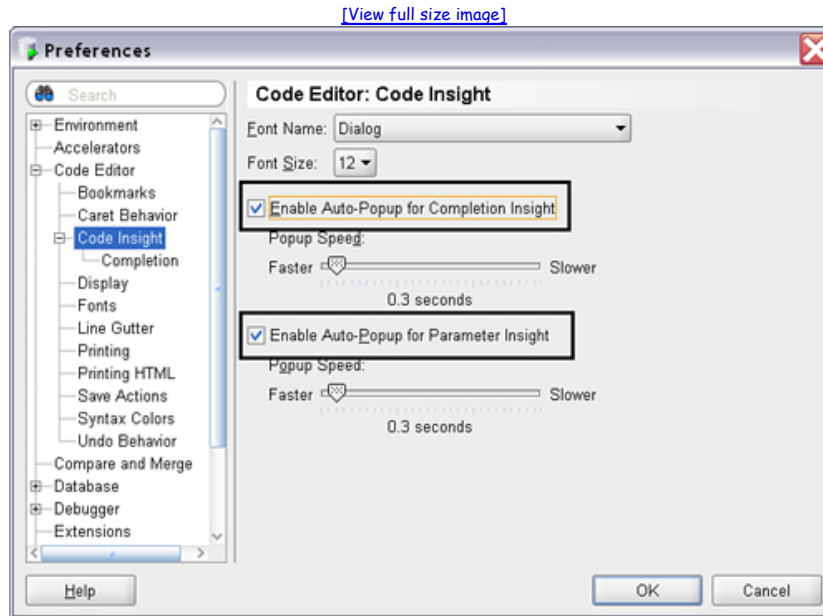 [View full size image]
Preferences
Search
Environment
Accelerators
Code Editor
Bookmarks
Caret Behavior
Code Insight
Completion
Display
Fonts
Line Gutter
Printing
Printing HTML
Save Actions
Syntax Colors
Undo Behavior
Compare and Merge
Database
Debugger
Extensions
Code Editor: Code Insight
Font Name: Dialog
Font Size: 12
Enable Auto-Popup for Completion Insight
Popup Speed:
Faster Slower
0.3 seconds
Enable Auto-Popup for Parameter Insight
Popup Speed:
Faster Slower
0.3 seconds
Help OK Cancel